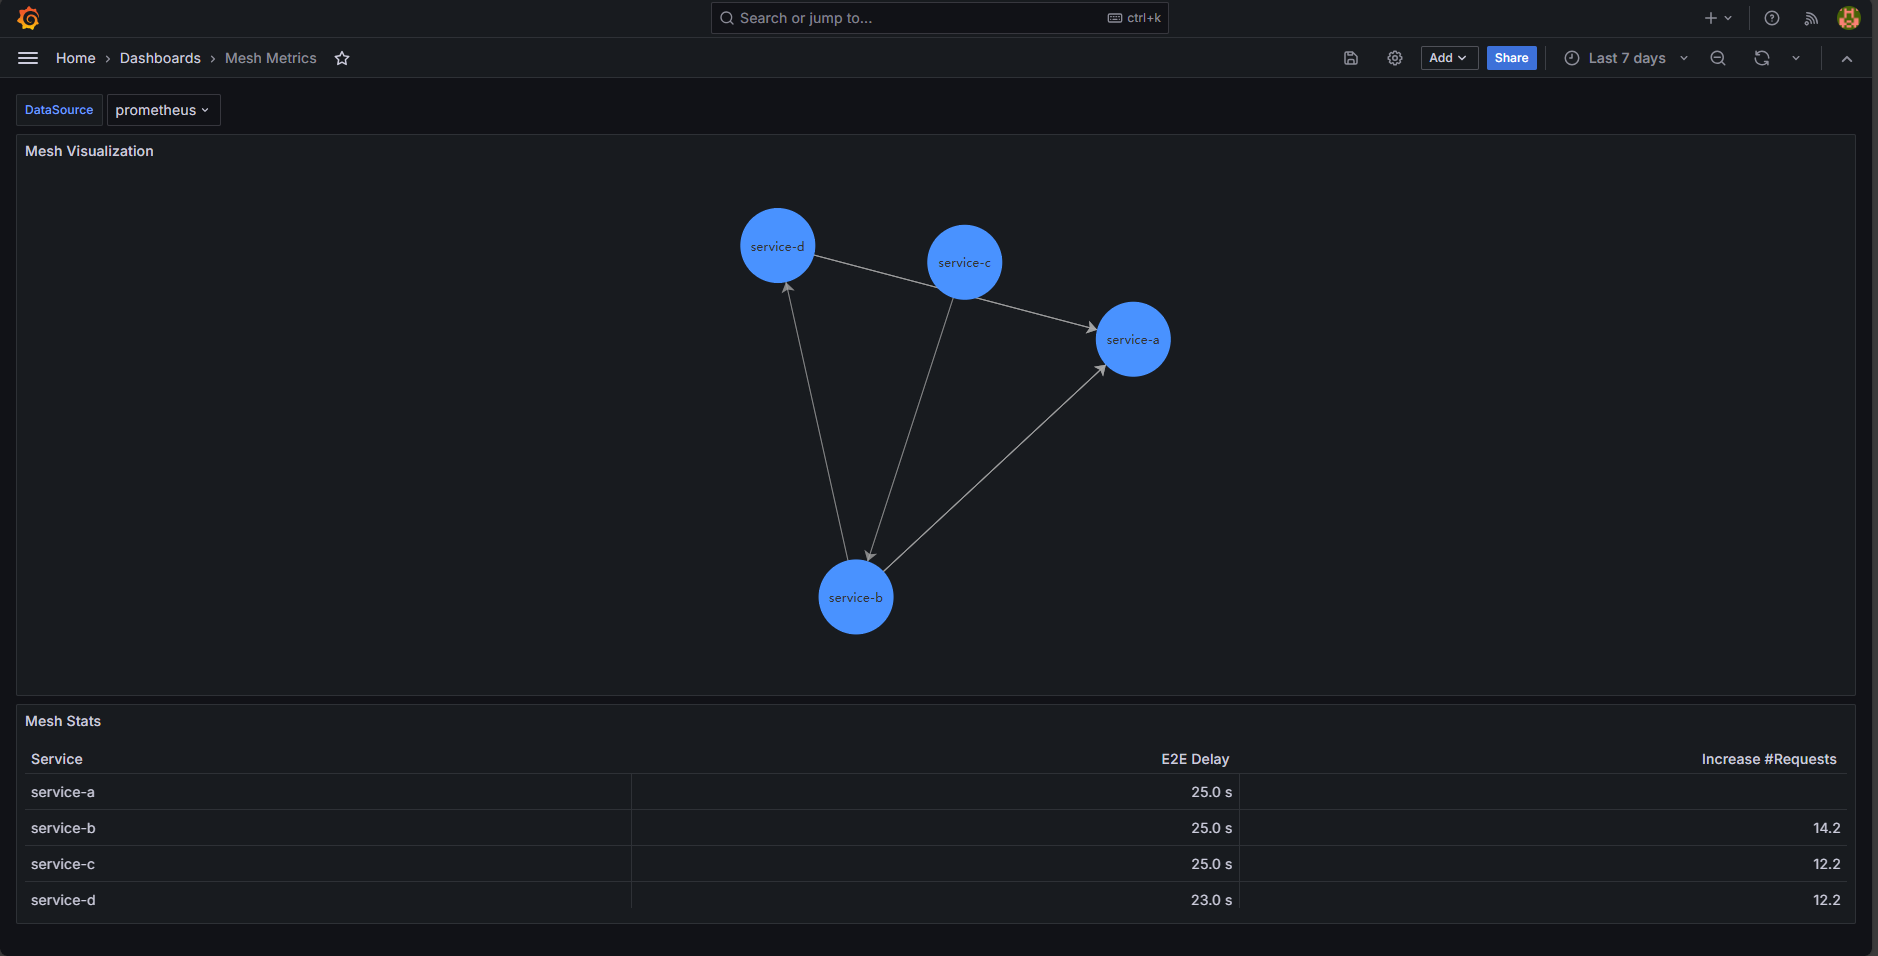 Search or jump to... ctrl+k
Home › Dashboards › Mesh Metrics Add Share Last 7 days
DataSource prometheus
Mesh Visualization
service-d
service-c
service-a
service-b
Mesh Stats
Service E2E Delay Increase #Requests
service-a 25.0 s
service-b 25.0 s 14.2
service-c 25.0 s 12.2
service-d 23.0 s 12.2